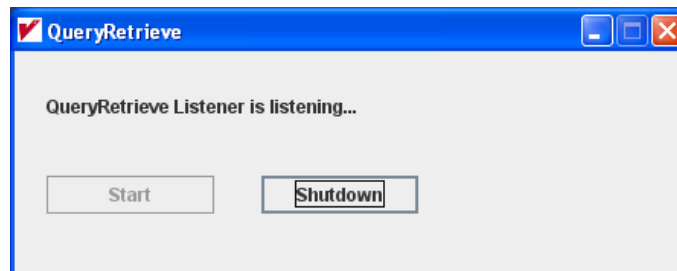 QueryRetrieve
QueryRetrieve Listener is listening...
Start Shutdown